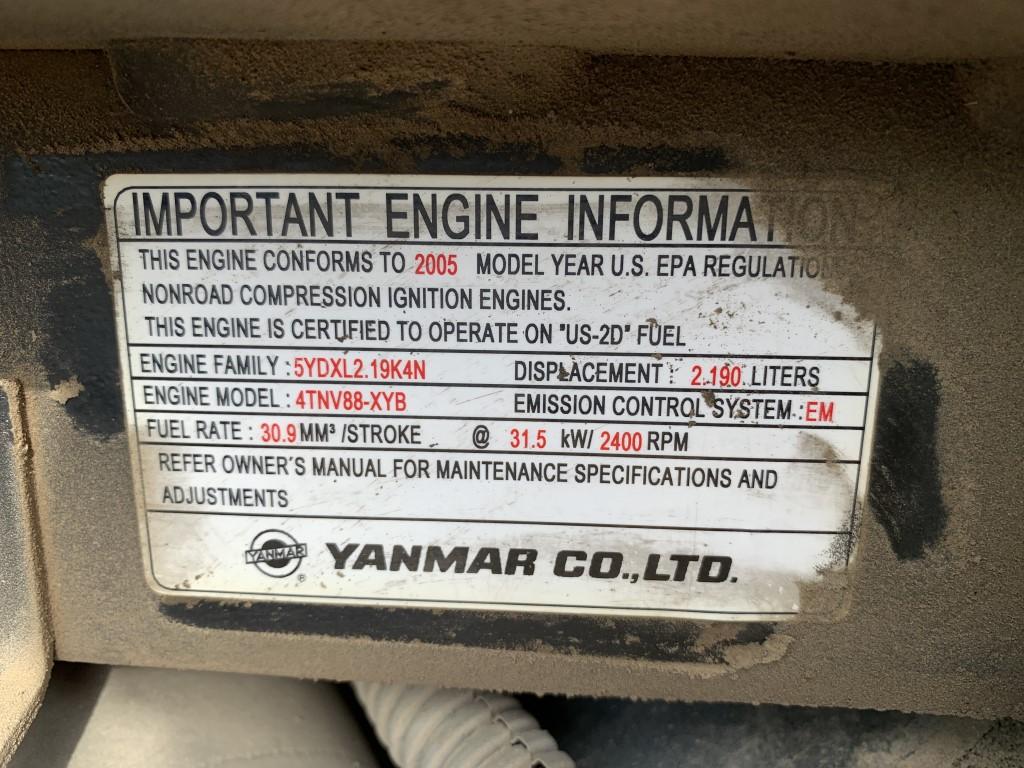 IMPORTANT ENGINE INFORMATION
THIS ENGINE CONFORMS TO 2005 MODEL YEAR U.S. EPA REGULATION
NONROAD COMPRESSION IGNITION ENGINES.
THIS ENGINE IS CERTIFIED TO OPERATE ON "US-2D" FUEL
ENGINE FAMILY : 5YDXL2.19K4N DISPLACEMENT : 2.190 LITERS
ENGINE MODEL : 4TNV88-XYB EMISSION CONTROL SYSTEM : EM
FUEL RATE : 30.9 MM³ /STROKE @ 31.5 kW/ 2400 RPM
REFER OWNER'S MANUAL FOR MAINTENANCE SPECIFICATIONS AND
ADJUSTMENTS
YANMAR ® YANMAR CO.,LTD.